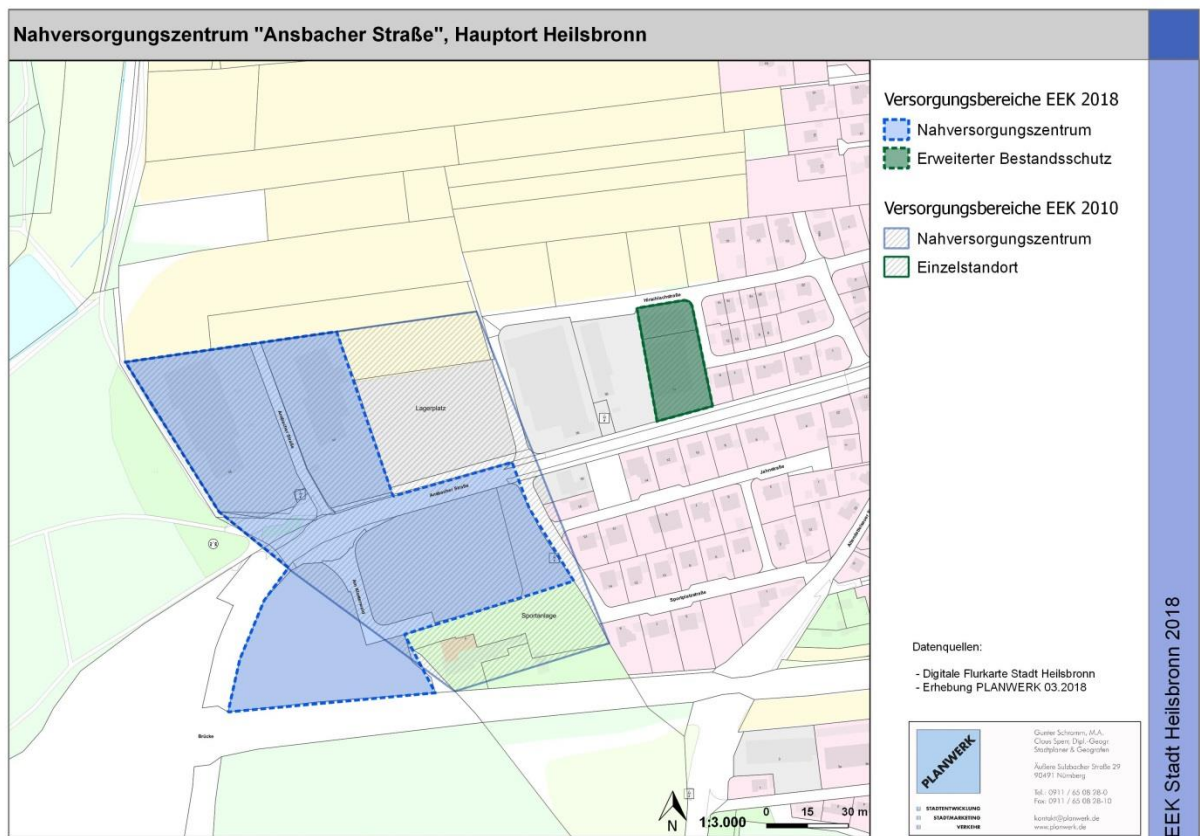 Nahversorgungszentrum "Ansbacher Straße", Hauptort Heilsbronn
Versorgungsbereiche EEK 2018
Nahversorgungszentrum
Erweiterter Bestandsschutz
Versorgungsbereiche EEK 2010
Nahversorgungszentrum
Einzelstandort
Lagerplatz
Ansbacher Straße
Ansbacher Straße
Jahnstraße
Sportplatzstraße
Sportanlage
Brücke
N
1:3.000
0 15 30 m
Datenquellen:
- Digitale Flurkarte Stadt Heilsbronn
- Erhebung PLANWERK 03.2018
PLANWERK
STADTENTWICKLUNG
STADTMARKETING
VERKEHR
Gunter Schramm, M.A.
Claus Sperr, Dipl.-Geogr.
Stadtplaner & Geografen
Äußere Sulzbacher Straße 29
90491 Nürnberg
Tel.: 0911 / 65 08 28-0
Fax: 0911 / 65 08 28-10
kontakt@planwerk.de
www.planwerk.de
EEK Stadt Heilsbronn 2018